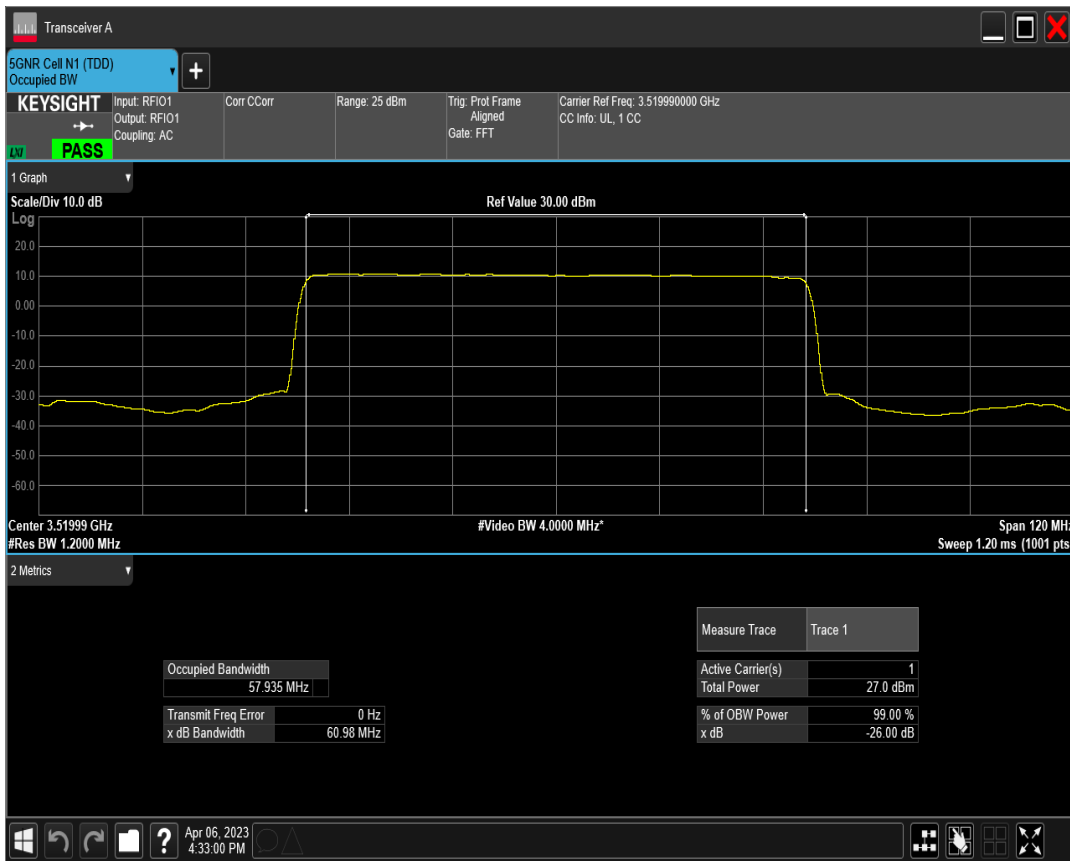 Transceiver A
5GNR Cell N1 (TDD)
Occupied BW
KEYSIGHT
LXI
PASS
Input: RFIO1
Output: RFIO1
Coupling: AC
Corr CCorr
Range: 25 dBm
Trig: Prot Frame
Aligned
Gate: FFT
Carrier Ref Freq: 3.519990000 GHz
CC Info: UL, 1 CC
1 Graph
Scale/Div 10.0 dB
Ref Value 30.00 dBm
Log
20.0
10.0
0.00
-10.0
-20.0
-30.0
-40.0
-50.0
-60.0
Center 3.51999 GHz
#Video BW 4.0000 MHz*
Span 120 MHz
#Res BW 1.2000 MHz
Sweep 1.20 ms (1001 pts
2 Metrics
Measure Trace Trace 1
Occupied Bandwidth
57.935 MHz
Active Carrier(s) 1
Total Power 27.0 dBm
Transmit Freq Error 0 Hz
x dB Bandwidth 60.98 MHz
% of OBW Power 99.00 %
x dB -26.00 dB
?
Apr 06, 2023
4:33:00 PM